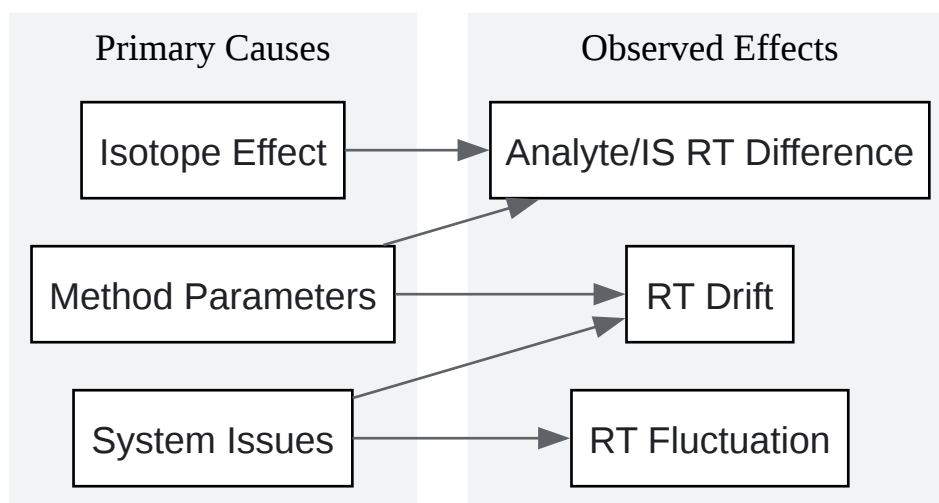 Primary Causes
Observed Effects
Isotope Effect
Analyte/IS RT Difference
Method Parameters
RT Drift
System Issues
RT Fluctuation